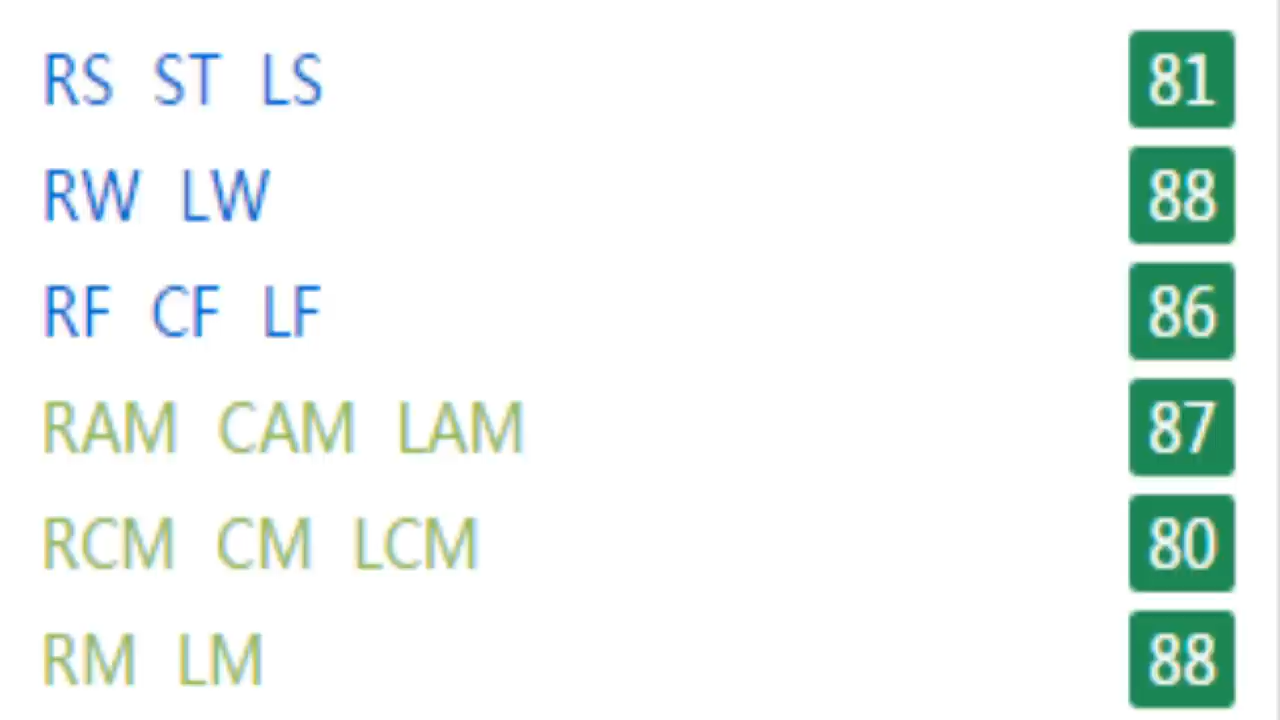 RS ST LS 81
RW LW 88
RF CF LF 86
RAM CAM LAM 87
RCM CM LCM 80
RM LM 88